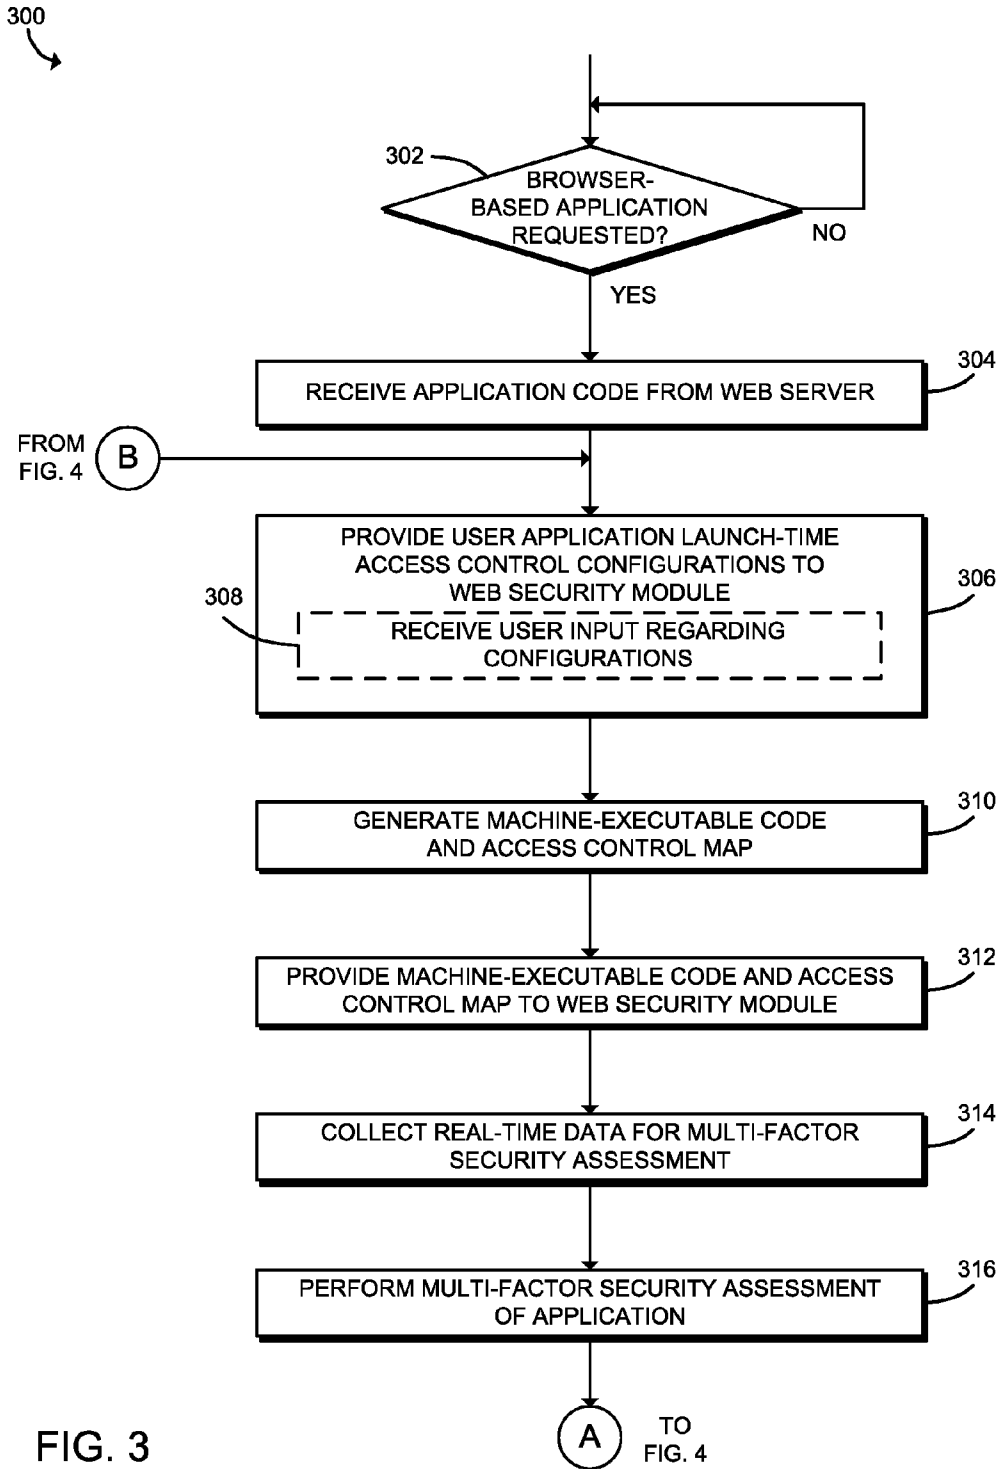 300
302
BROWSER-
BASED APPLICATION
REQUESTED?
NO
YES
304
RECEIVE APPLICATION CODE FROM WEB SERVER
FROM
FIG. 4
B
PROVIDE USER APPLICATION LAUNCH-TIME
ACCESS CONTROL CONFIGURATIONS TO
WEB SECURITY MODULE
306
308
RECEIVE USER INPUT REGARDING
CONFIGURATIONS
310
GENERATE MACHINE-EXECUTABLE CODE
AND ACCESS CONTROL MAP
312
PROVIDE MACHINE-EXECUTABLE CODE AND ACCESS
CONTROL MAP TO WEB SECURITY MODULE
314
COLLECT REAL-TIME DATA FOR MULTI-FACTOR
SECURITY ASSESSMENT
316
PERFORM MULTI-FACTOR SECURITY ASSESSMENT
OF APPLICATION
A
TO
FIG. 4
FIG. 3